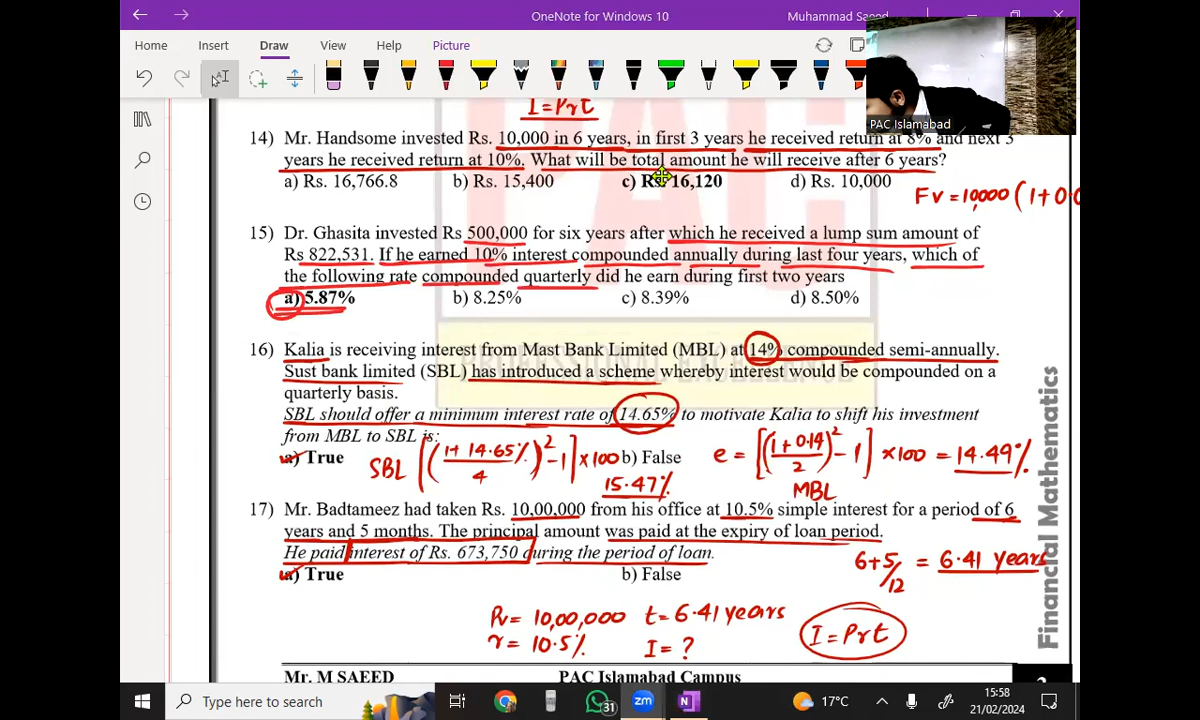 OneNote for Windows 10
Muhammad Saeed
Home Insert Draw View Help Picture
PAC Islamabad
I = Prt
14) Mr. Handsome invested Rs. 10,000 in 6 years, in first 3 years he received return at 8% and next 3
years he received return at 10%. What will be total amount he will receive after 6 years?
a) Rs. 16,766.8 b) Rs. 15,400 c) Rs. 16,120 d) Rs. 10,000
FV = 10,000 (1+0.0
15) Dr. Ghasita invested Rs 500,000 for six years after which he received a lump sum amount of
Rs 822,531. If he earned 10% interest compounded annually during last four years, which of
the following rate compounded quarterly did he earn during first two years
a) 5.87% b) 8.25% c) 8.39% d) 8.50%
16) Kalia is receiving interest from Mast Bank Limited (MBL) at 14% compounded semi-annually.
Sust bank limited (SBL) has introduced a scheme whereby interest would be compounded on a
quarterly basis.
SBL should offer a minimum interest rate of 14.65% to motivate Kalia to shift his investment
from MBL to SBL is:
a) True b) False
SBL [(1+ 14.65% / 4)^2 -1] ×100
15.47%
e = [(1+0.14 / 2)^2 - 1] ×100 = 14.49%
MBL
17) Mr. Badtameez had taken Rs. 10,00,000 from his office at 10.5% simple interest for a period of 6
years and 5 months. The principal amount was paid at the expiry of loan period.
He paid interest of Rs. 673,750 during the period of loan.
a) True b) False
6+5/12 = 6.41 years
Pv = 10,00,000 t = 6.41 years
r = 10.5% I = ?
I = Prt
Financial Mathematics
Mr. M SAEED PAC Islamabad Campus
Type here to search
31
17°C
15:58
21/02/2024